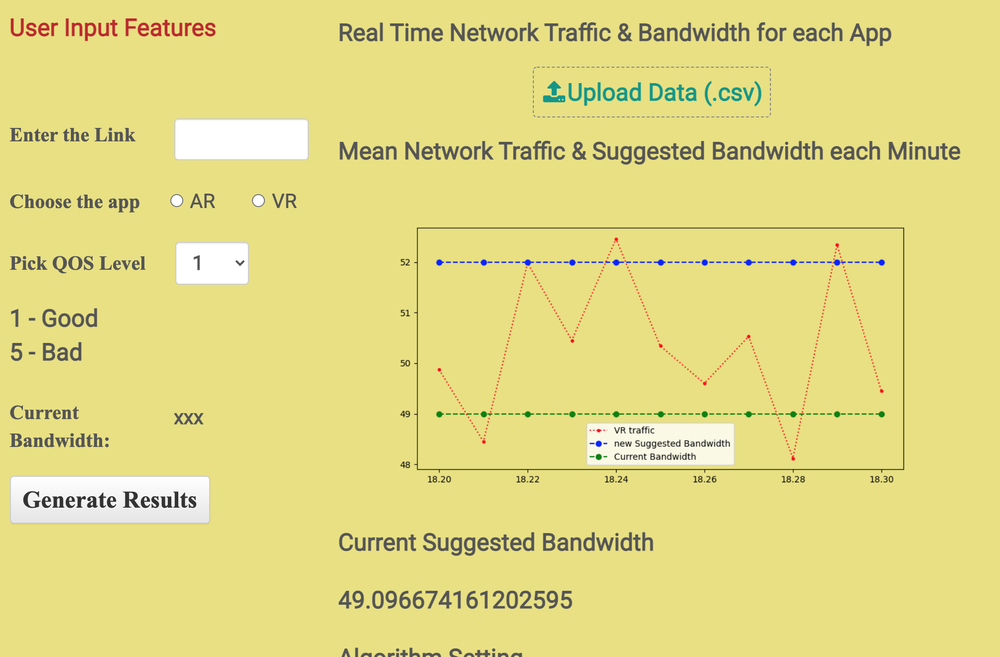 User Input Features
Enter the Link
Choose the app
AR
VR
Pick QOS Level
1
1 - Good
5 - Bad
Current
Bandwidth:
xxx
Generate Results
Real Time Network Traffic & Bandwidth for each App
Upload Data (.csv)
Mean Network Traffic & Suggested Bandwidth each Minute
52
51
50
49
48
VR traffic
new Suggested Bandwidth
Current Bandwidth
18.20 18.22 18.24 18.26 18.28 18.30
Current Suggested Bandwidth
49.096674161202595
Algorithm Setting